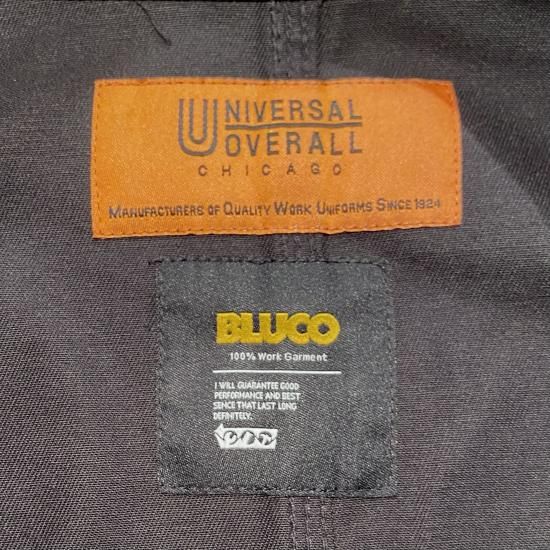 UNIVERSAL
OVERALL
CHICAGO
MANUFACTURERS OF QUALITY WORK UNIFORMS SINCE 1924
BLUCO
100% Work Garment
I WILL GUARANTEE GOOD
PERFORMANCE AND BEST
SENCE THAT LAST LONG
DEFINITELY.